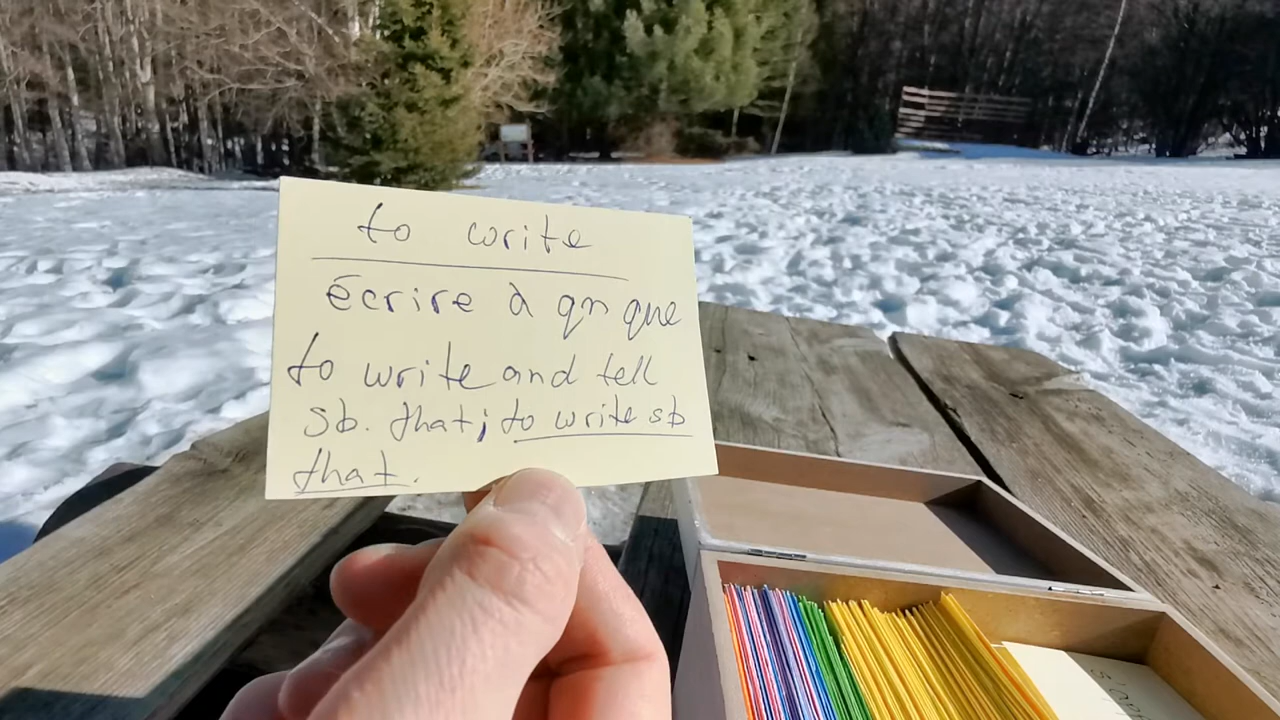 to write
écrire à qn que
to write and tell
sb. that; to write sb
that.